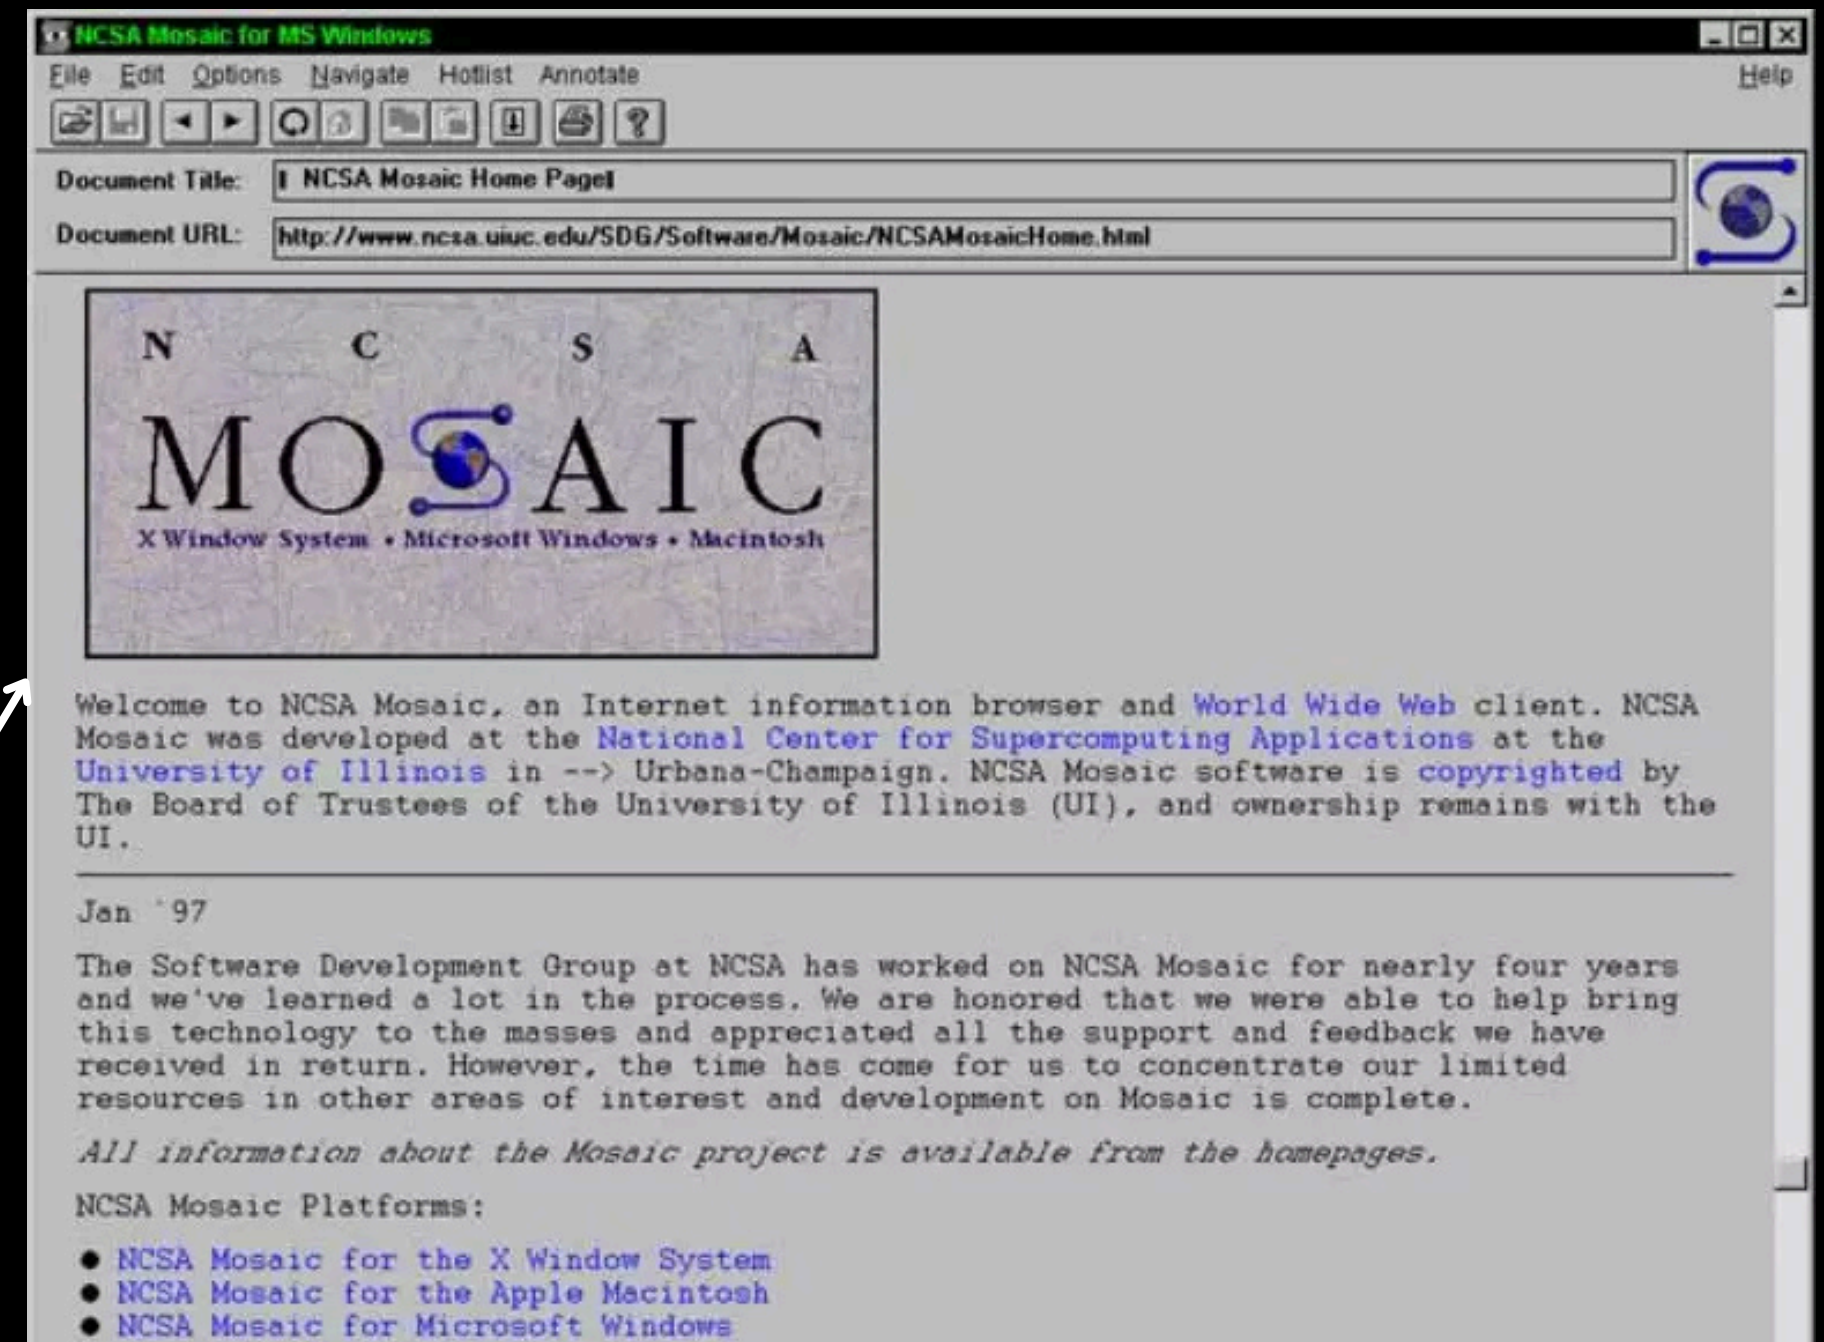 NCSA Mosaic for MS Windows
File Edit Options Navigate Hotlist Annotate Help
Document Title: NCSA Mosaic Home Page
Document URL: http://www.ncsa.uiuc.edu/SDG/Software/Mosaic/NCSAMosaicHome.html
N C S A
MOSAIC
X Window System • Microsoft Windows • Macintosh
Welcome to NCSA Mosaic, an Internet information browser and World Wide Web client. NCSA
Mosaic was developed at the National Center for Supercomputing Applications at the
University of Illinois in --> Urbana-Champaign. NCSA Mosaic software is copyrighted by
The Board of Trustees of the University of Illinois (UI), and ownership remains with the
UI.
Jan `97
The Software Development Group at NCSA has worked on NCSA Mosaic for nearly four years
and we've learned a lot in the process. We are honored that we were able to help bring
this technology to the masses and appreciated all the support and feedback we have
received in return. However, the time has come for us to concentrate our limited
resources in other areas of interest and development on Mosaic is complete.
All information about the Mosaic project is available from the homepages.
NCSA Mosaic Platforms:
● NCSA Mosaic for the X Window System
● NCSA Mosaic for the Apple Macintosh
● NCSA Mosaic for Microsoft Windows